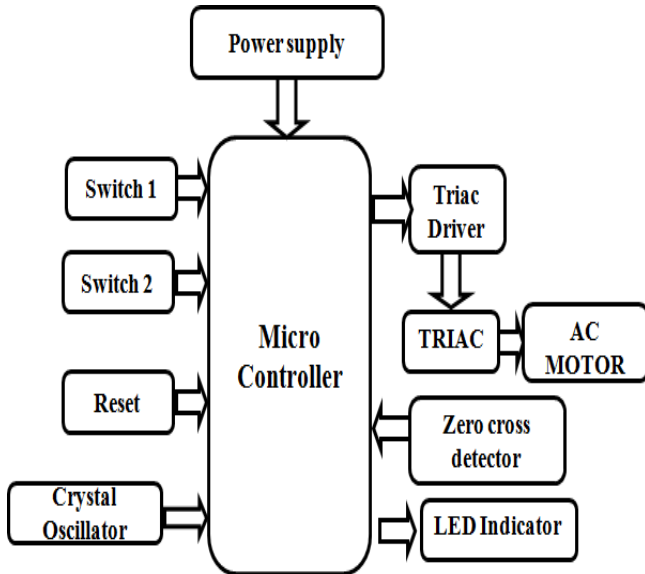 Power supply
Switch 1
Switch 2
Reset
Crystal
Oscillator
Micro
Controller
Triac
Driver
TRIAC
AC
MOTOR
Zero cross
detector
LED Indicator